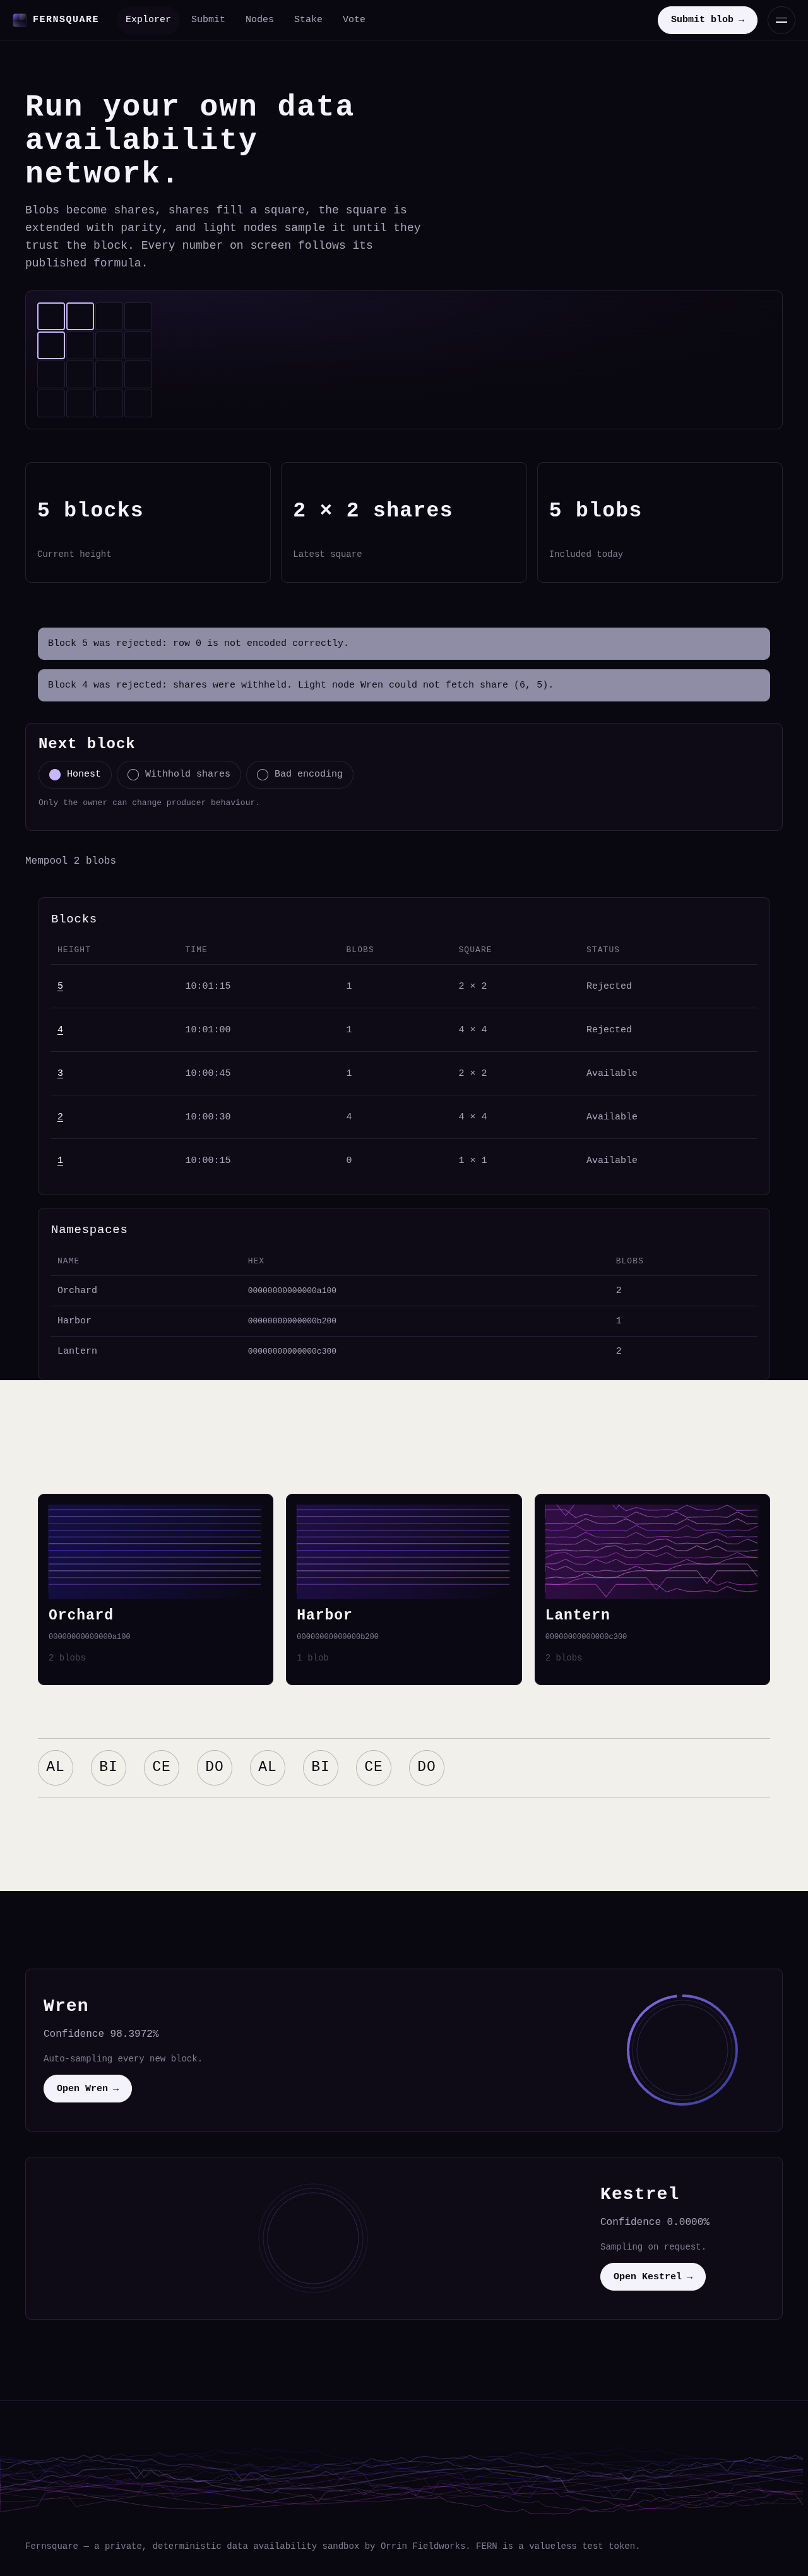 FERNSQUARE Explorer Submit Nodes Stake Vote Submit blob →
Run your own data
availability
network.
Blobs become shares, shares fill a square, the square is
extended with parity, and light nodes sample it until they
trust the block. Every number on screen follows its
published formula.
5 blocks
Current height
2 × 2 shares
Latest square
5 blobs
Included today
Block 5 was rejected: row 0 is not encoded correctly.
Block 4 was rejected: shares were withheld. Light node Wren could not fetch share (6, 5).
Next block
Honest Withhold shares Bad encoding
Only the owner can change producer behaviour.
Mempool 2 blobs
Blocks
HEIGHT TIME BLOBS SQUARE STATUS
5 10:01:15 1 2 × 2 Rejected
4 10:01:00 1 4 × 4 Rejected
3 10:00:45 1 2 × 2 Available
2 10:00:30 4 4 × 4 Available
1 10:00:15 0 1 × 1 Available
Namespaces
NAME HEX BLOBS
Orchard 00000000000000a100 2
Harbor 00000000000000b200 1
Lantern 00000000000000c300 2
Orchard
00000000000000a100
2 blobs
Harbor
00000000000000b200
1 blob
Lantern
00000000000000c300
2 blobs
AL BI CE DO AL BI CE DO
Wren
Confidence 98.3972%
Auto-sampling every new block.
Open Wren →
Kestrel
Confidence 0.0000%
Sampling on request.
Open Kestrel →
Fernsquare — a private, deterministic data availability sandbox by Orrin Fieldworks. FERN is a valueless test token.